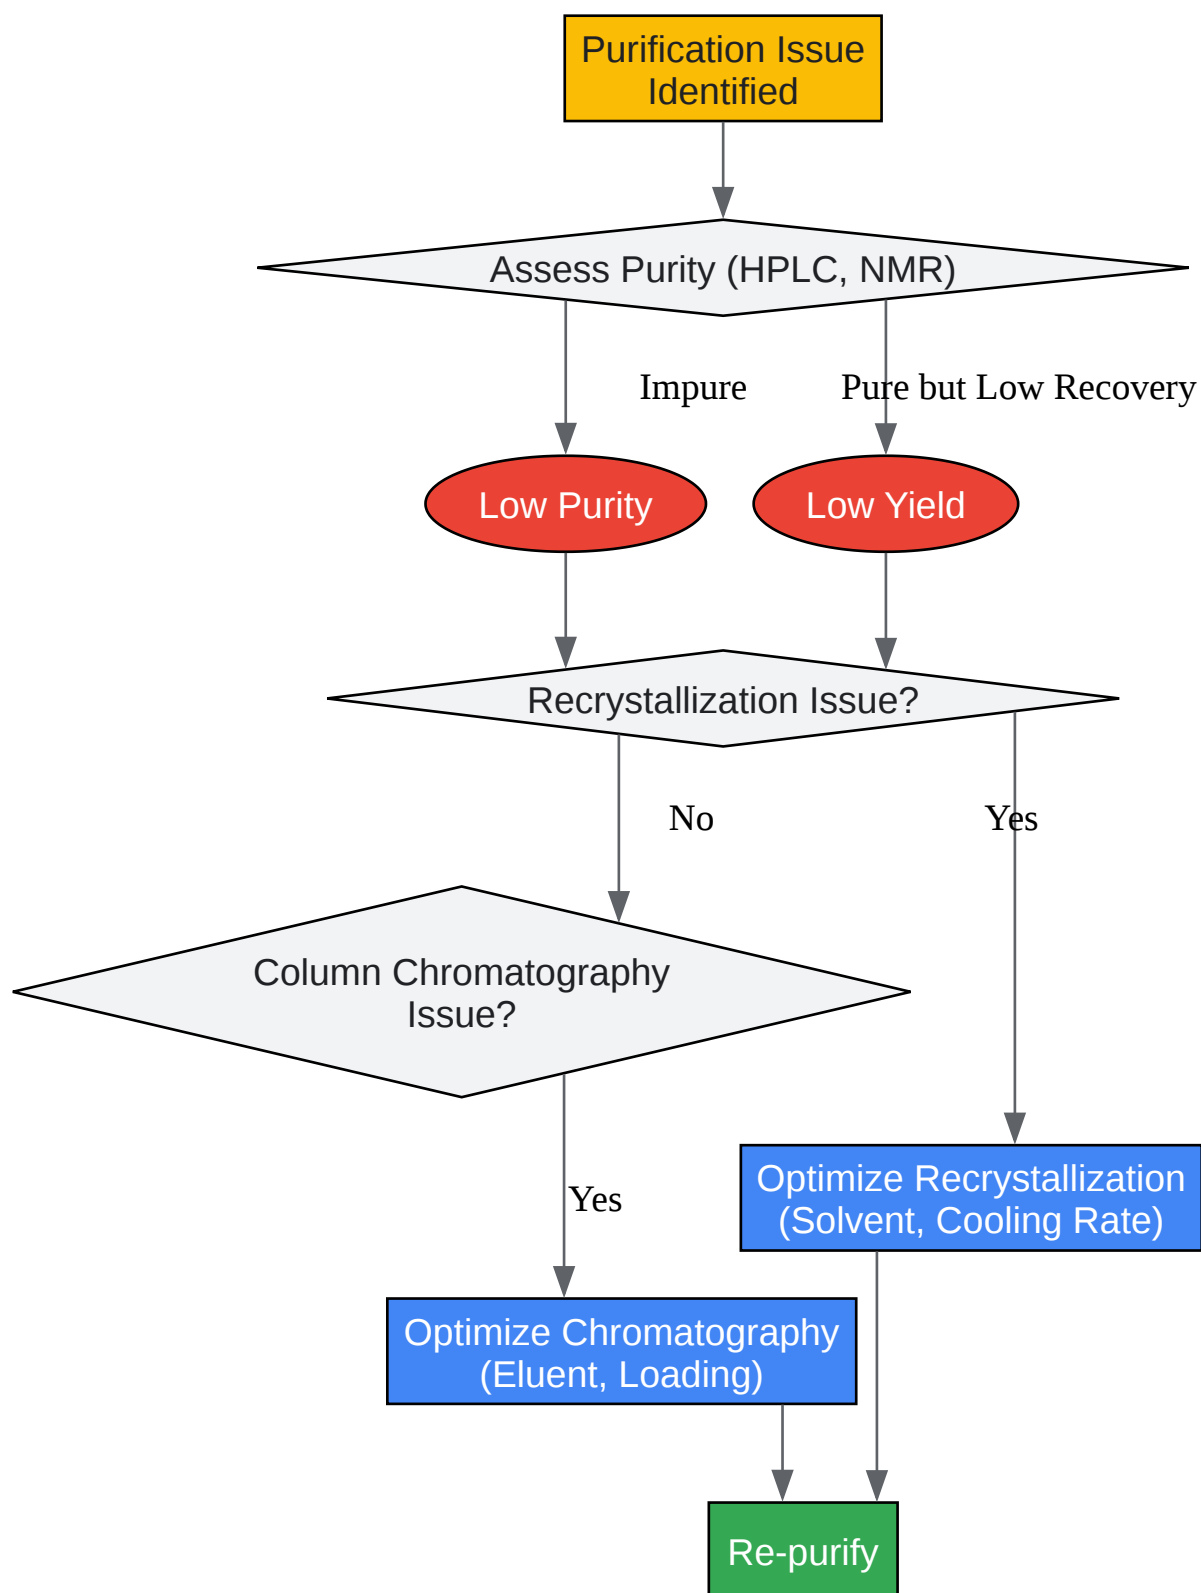 Purification Issue
Identified
Assess Purity (HPLC, NMR)
Impure
Pure but Low Recovery
Low Purity
Low Yield
Recrystallization Issue?
No
Yes
Column Chromatography
Issue?
Optimize Recrystallization
(Solvent, Cooling Rate)
Yes
Optimize Chromatography
(Eluent, Loading)
Re-purify